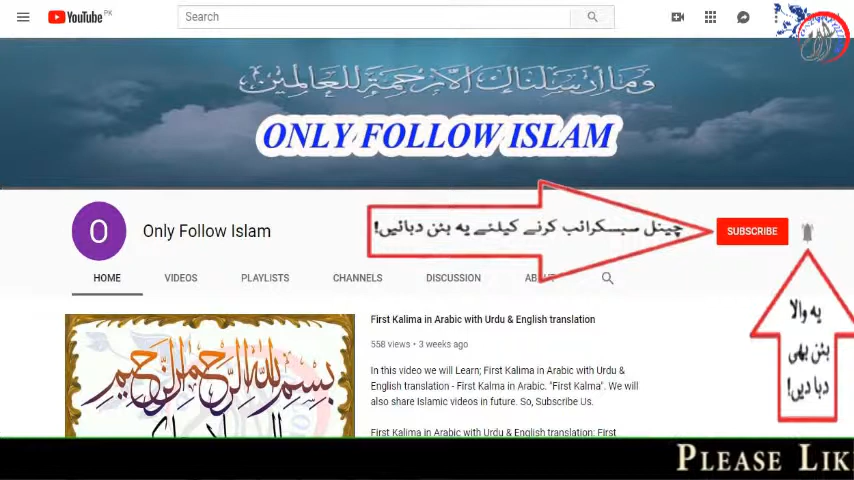 YouTube PK
Search
وما أرسلناك إلا رحمة للعالمين
ONLY FOLLOW ISLAM
O
Only Follow Islam
چینل سبسکرائب کرنے کیلئے یہ بٹن دبائیں!
SUBSCRIBE
HOME
VIDEOS
PLAYLISTS
CHANNELS
DISCUSSION
یہ والا
بٹن بھی
دبا دیں!
بسم الله الرحمن الرحيم
First Kalima in Arabic with Urdu & English translation
558 views • 3 weeks ago
In this video we will Learn; First Kalima in Arabic with Urdu &
English translation - First Kalma in Arabic. "First Kalma". We will
also share Islamic videos in future. So, Subscribe Us.
First Kalima in Arabic with Urdu & English translation: First
PLEASE LIK